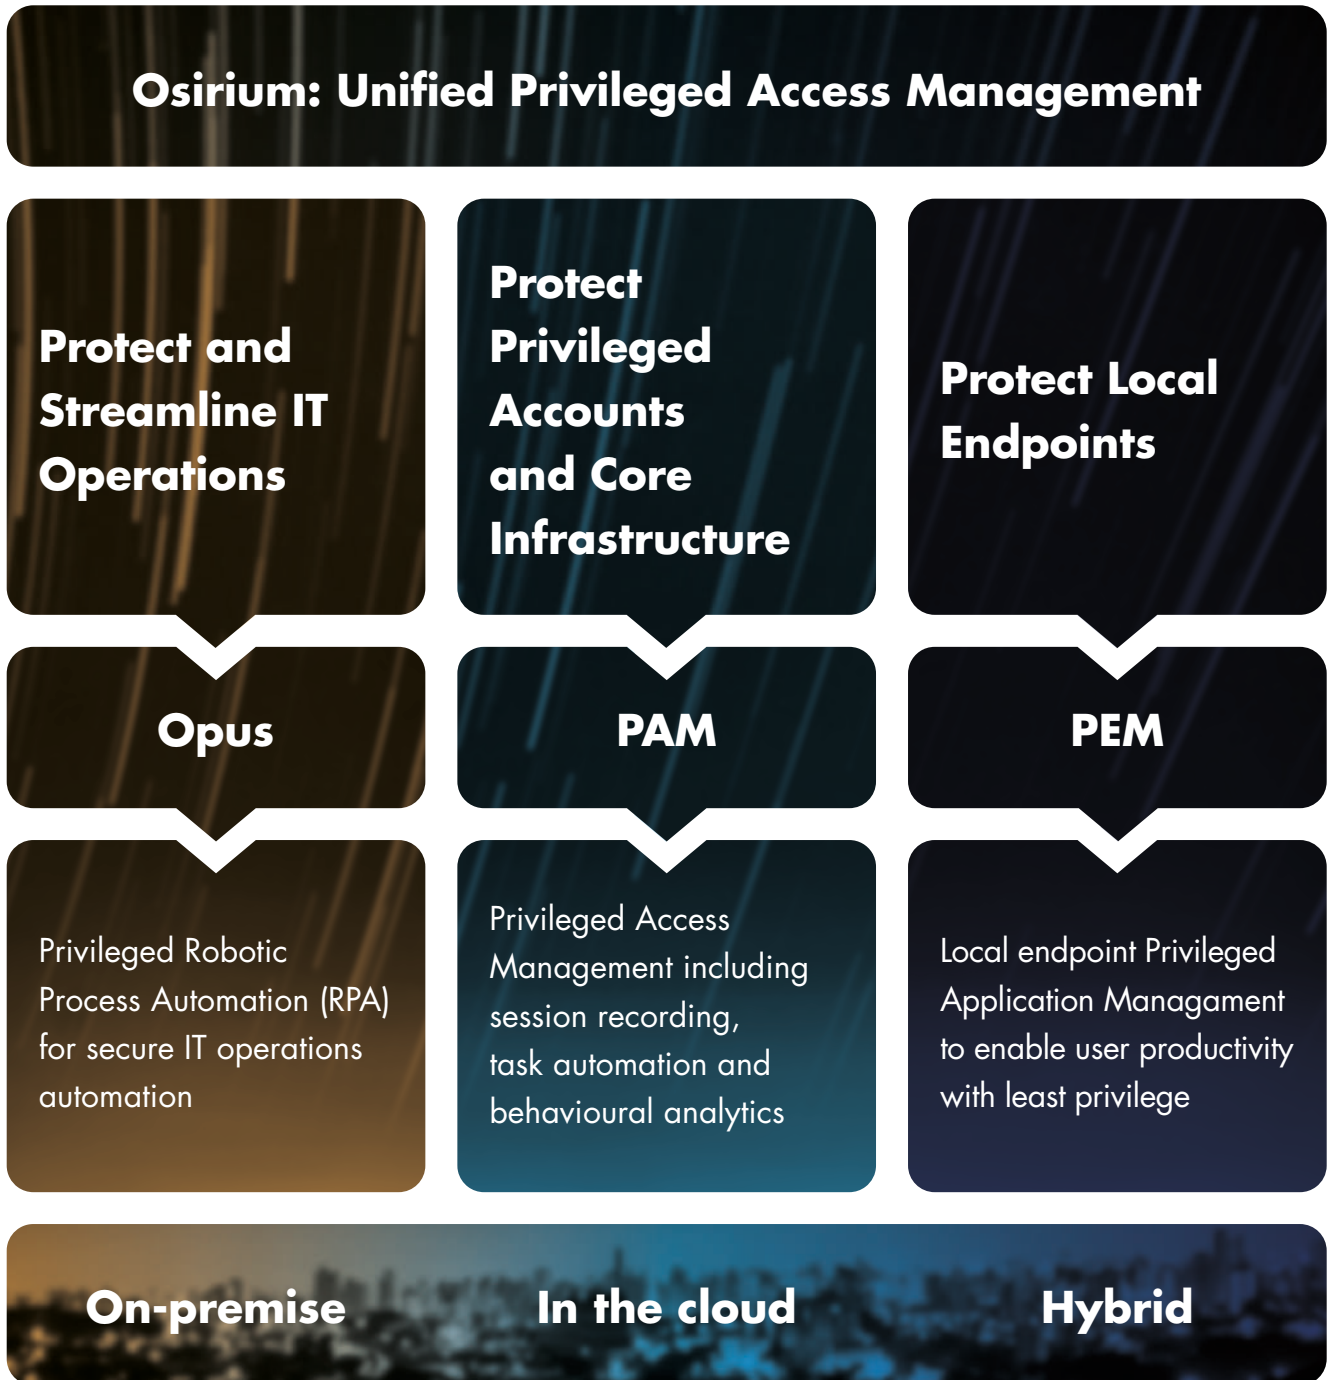 Osirium: Unified Privileged Access Management
Protect and
Streamline IT
Operations
Protect
Privileged
Accounts
and Core
Infrastructure
Protect Local
Endpoints
Opus
PAM
PEM
Privileged Robotic
Process Automation (RPA)
for secure IT operations
automation
Privileged Access
Management including
session recording,
task automation and
behavioural analytics
Local endpoint Privileged
Application Managament
to enable user productivity
with least privilege
On-premise
In the cloud
Hybrid